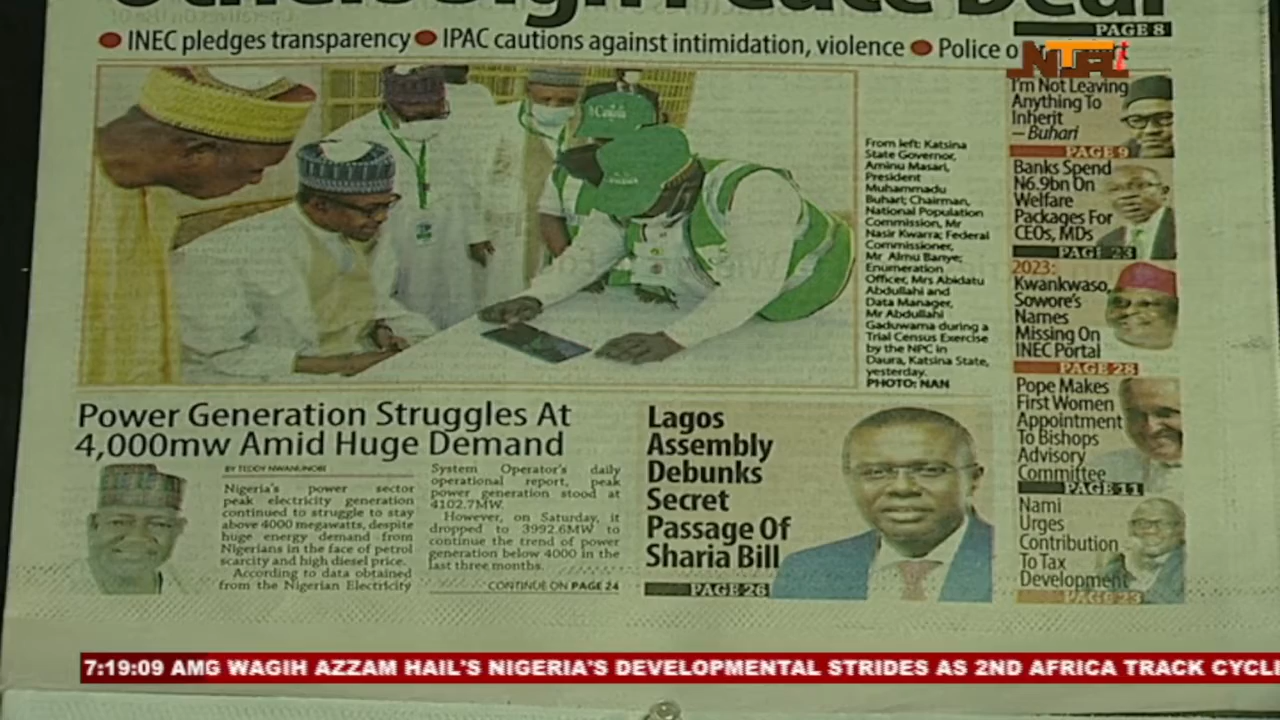 Others Sign Peace Deal
PAGE 8
INEC pledges transparency IPAC cautions against intimidation, violence Police
NTAi
From left: Katsina
State Governor,
Aminu Masari,
President
Muhammadu
Buhari; Chairman,
National Population
Commission, Mr
Nasir Kwarra; Federal
Commissioner,
Mr Almu Banye;
Enumeration
Officer, Mrs Abidatu
Abdullahi and
Data Manager,
Mr Abdullahi
Gaduwama during a
Trial Census Exercise
by the NPC in
Daura, Katsina State,
yesterday.
PHOTO: NAN
I'm Not Leaving
Anything To
Inherit
– Buhari
PAGE 9
Banks Spend
N6.9bn On
Welfare
Packages For
CEOs, MDs
PAGE 23
2023:
Kwankwaso,
Sowore's
Names
Missing On
INEC Portal
PAGE 28
Pope Makes
First Women
Appointment
To Bishops
Advisory
Committee
PAGE 11
Nami
Urges
Contribution
To Tax
Development
PAGE 23
Power Generation Struggles At
4,000mw Amid Huge Demand
BY TEDDY NWANUNOBI
Nigeria's power sector
peak electricity generation
continued to struggle to stay
above 4000 megawatts, despite
huge energy demand from
Nigerians in the face of petrol
scarcity and high diesel price.
According to data obtained
from the Nigerian Electricity
System Operator's daily
operational report, peak
power generation stood at
4102.7MW.
However, on Saturday, it
dropped to 3992.6MW to
continue the trend of power
generation below 4000 in the
last three months.
CONTINUE ON PAGE 24
Lagos
Assembly
Debunks
Secret
Passage Of
Sharia Bill
PAGE 26
7:19:09 AM G WAGIH AZZAM HAIL'S NIGERIA'S DEVELOPMENTAL STRIDES AS 2ND AFRICA TRACK CYCLI